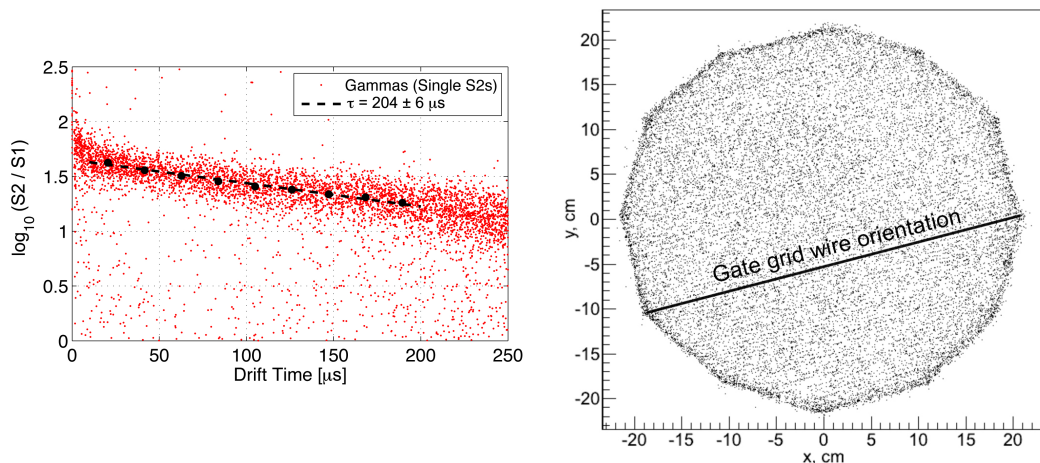 2.5
2
1.5
1
0.5
0
log10 (S2 / S1)
Gammas (Single S2s)
τ = 204 ± 6 μs
0 50 100 150 200 250
Drift Time [μs]
20
15
10
5
0
-5
-10
-15
-20
y, cm
Gate grid wire orientation
-20 -15 -10 -5 0 5 10 15 20
x, cm